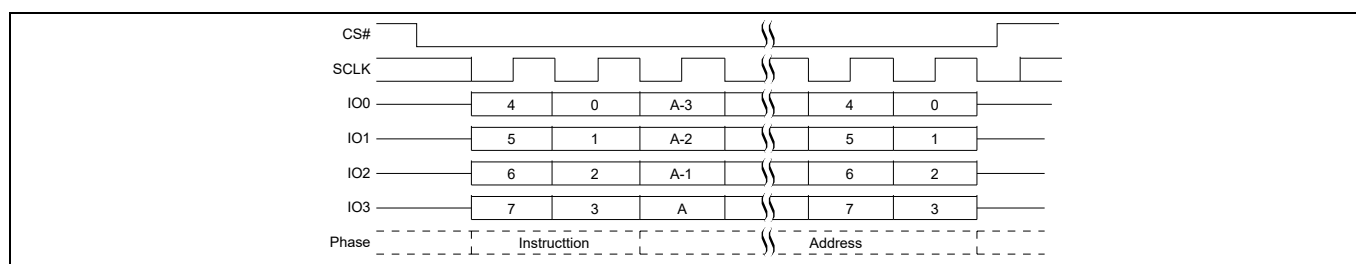 CS#
SCLK
IO0 4 0 A-3 4 0
IO1 5 1 A-2 5 1
IO2 6 2 A-1 6 2
IO3 7 3 A 7 3
Phase Instructtion Address